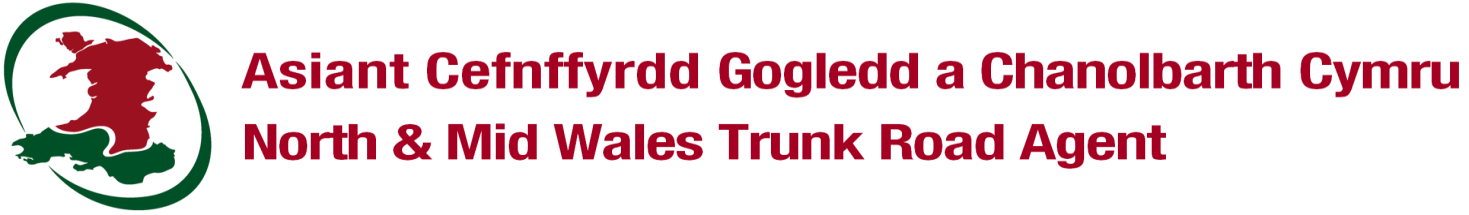 Asiant Cefnffyrdd Gogledd a Chanolbarth Cymru
North & Mid Wales Trunk Road Agent